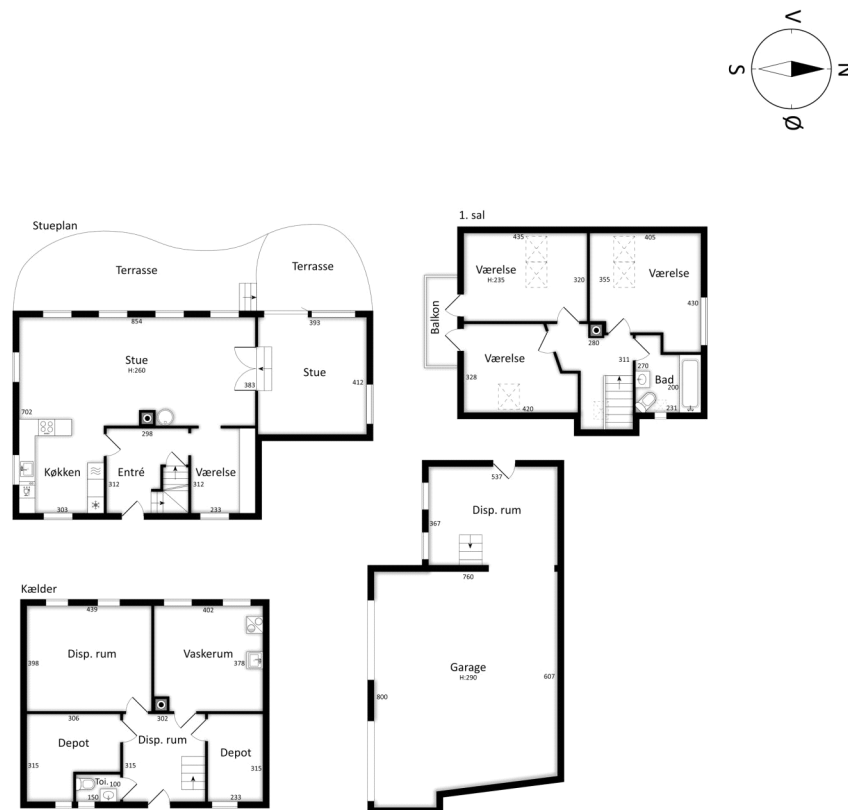 V
S
N
Ø
Stueplan
Terrasse
Terrasse
854
393
Stue
H:260
Stue
383
412
702
298
Køkken
Entré
Værelse
312
312
303
233
1. sal
435
405
Værelse
H:235
320
355
Værelse
430
Balkon
280
311
Værelse
270
Bad
200
328
420
231
Kælder
439
402
Disp. rum
Vaskerum
398
378
306
302
Depot
Disp. rum
Depot
315
315
315
Toi.
100
150
233
537
Disp. rum
367
760
Garage
H:290
607
800